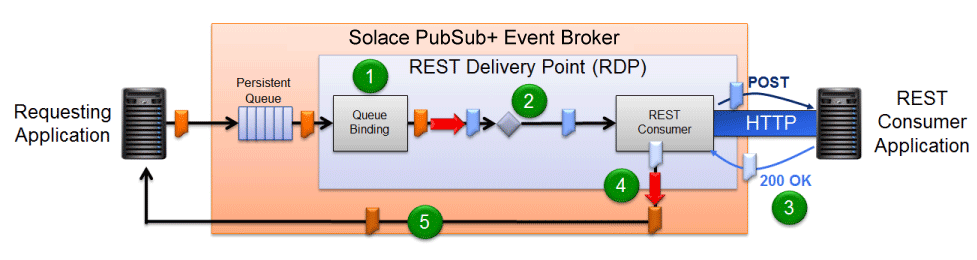 Solace PubSub+ Event Broker
REST Delivery Point (RDP)
Requesting
Application
Persistent
Queue
1
Queue
Binding
2
REST
Consumer
POST
HTTP
200 OK
3
REST
Consumer
Application
4
5